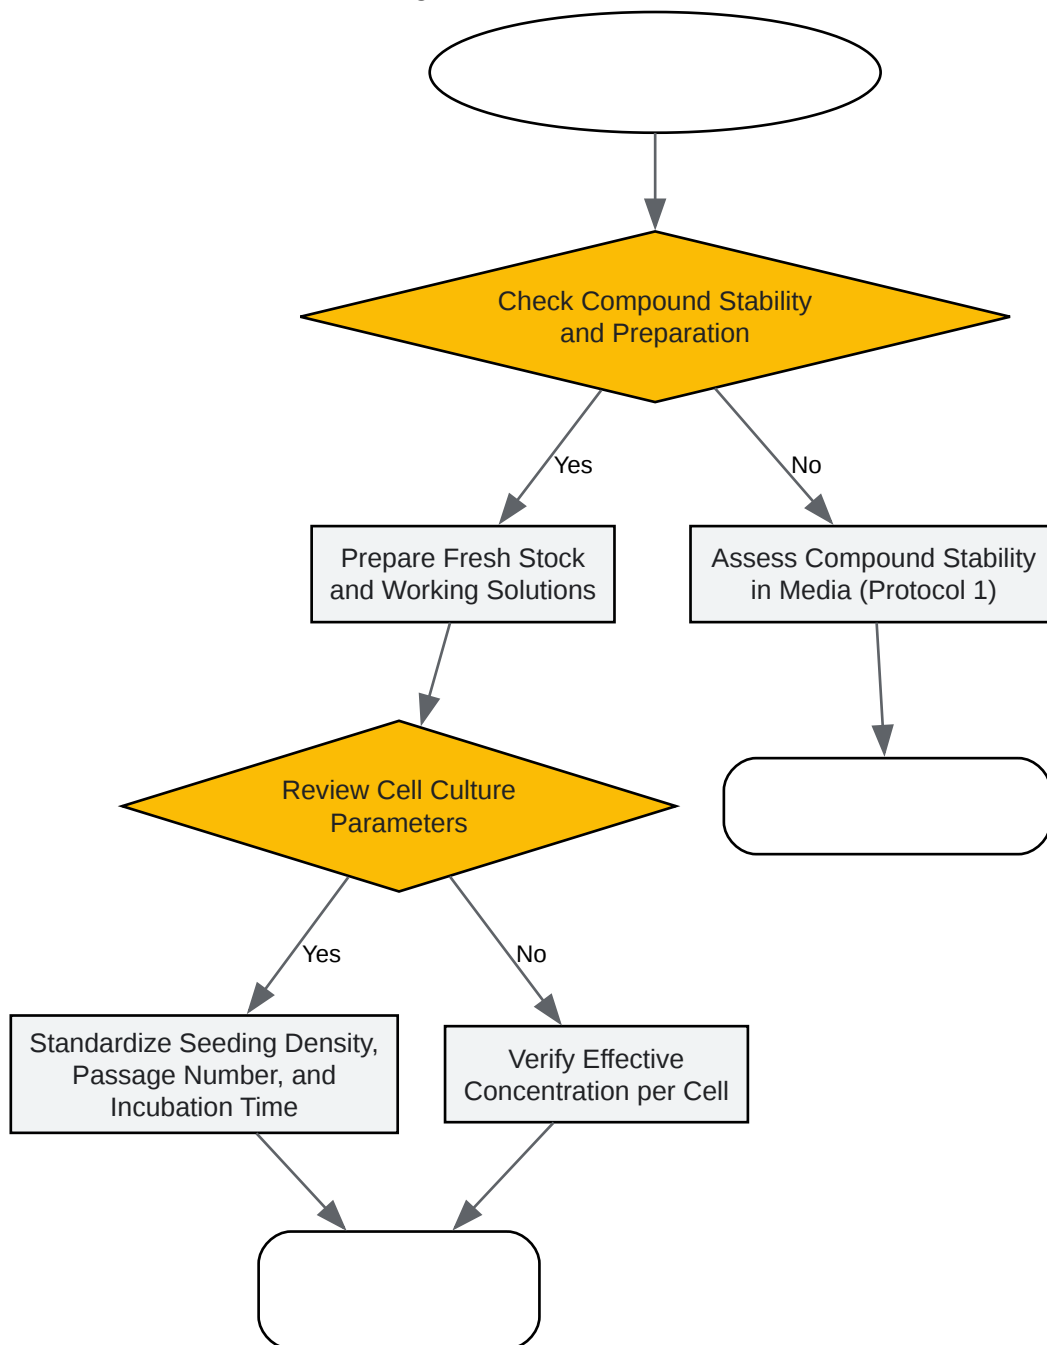 Check Compound Stability
and Preparation
Yes
No
Prepare Fresh Stock
and Working Solutions
Assess Compound Stability
in Media (Protocol 1)
Review Cell Culture
Parameters
Yes
No
Standardize Seeding Density,
Passage Number, and
Incubation Time
Verify Effective
Concentration per Cell